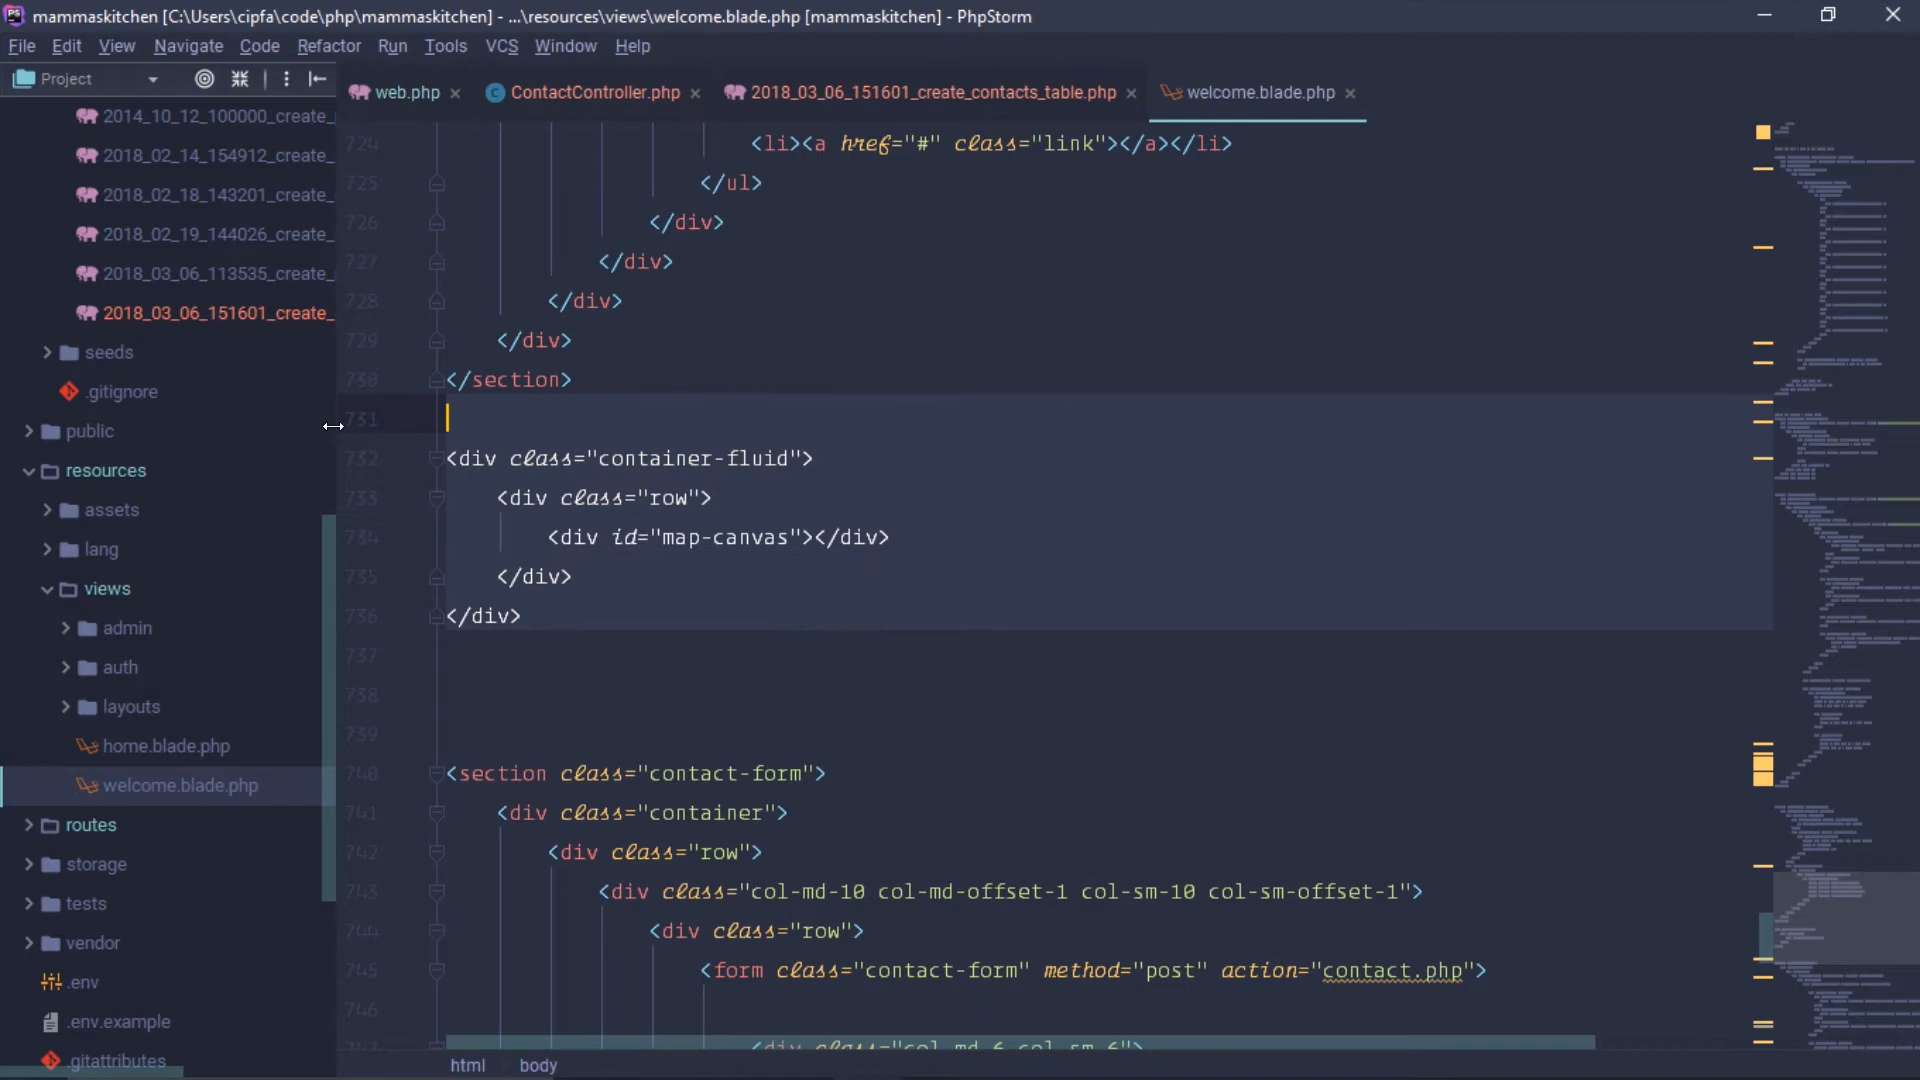 mammaskitchen [C:\Users\cipfa\code\php\mammaskitchen] - ...\resources\views\welcome.blade.php [mammaskitchen] - PhpStorm
File Edit View Navigate Code Refactor Run Tools VCS Window Help
Project
web.php ContactController.php 2018_03_06_151601_create_contacts_table.php welcome.blade.php
2014_10_12_100000_create_
2018_02_14_154912_create_
2018_02_18_143201_create_
2018_02_19_144026_create_
2018_03_06_113535_create_
2018_03_06_151601_create_
seeds
.gitignore
public
resources
assets
lang
views
admin
auth
layouts
home.blade.php
welcome.blade.php
routes
storage
tests
vendor
.env
.env.example
.gitattributes
724 <li><a href="#" class="link"></a></li>
725 </ul>
726 </div>
727 </div>
728 </div>
729 </div>
730 </section>
731
732 <div class="container-fluid">
733 <div class="row">
734 <div id="map-canvas"></div>
735 </div>
736 </div>
737
738
739
740 <section class="contact-form">
741 <div class="container">
742 <div class="row">
743 <div class="col-md-10 col-md-offset-1 col-sm-10 col-sm-offset-1">
744 <div class="row">
745 <form class="contact-form" method="post" action="contact.php">
746
747 <div class="col-md-6 col-sm-6">
html body